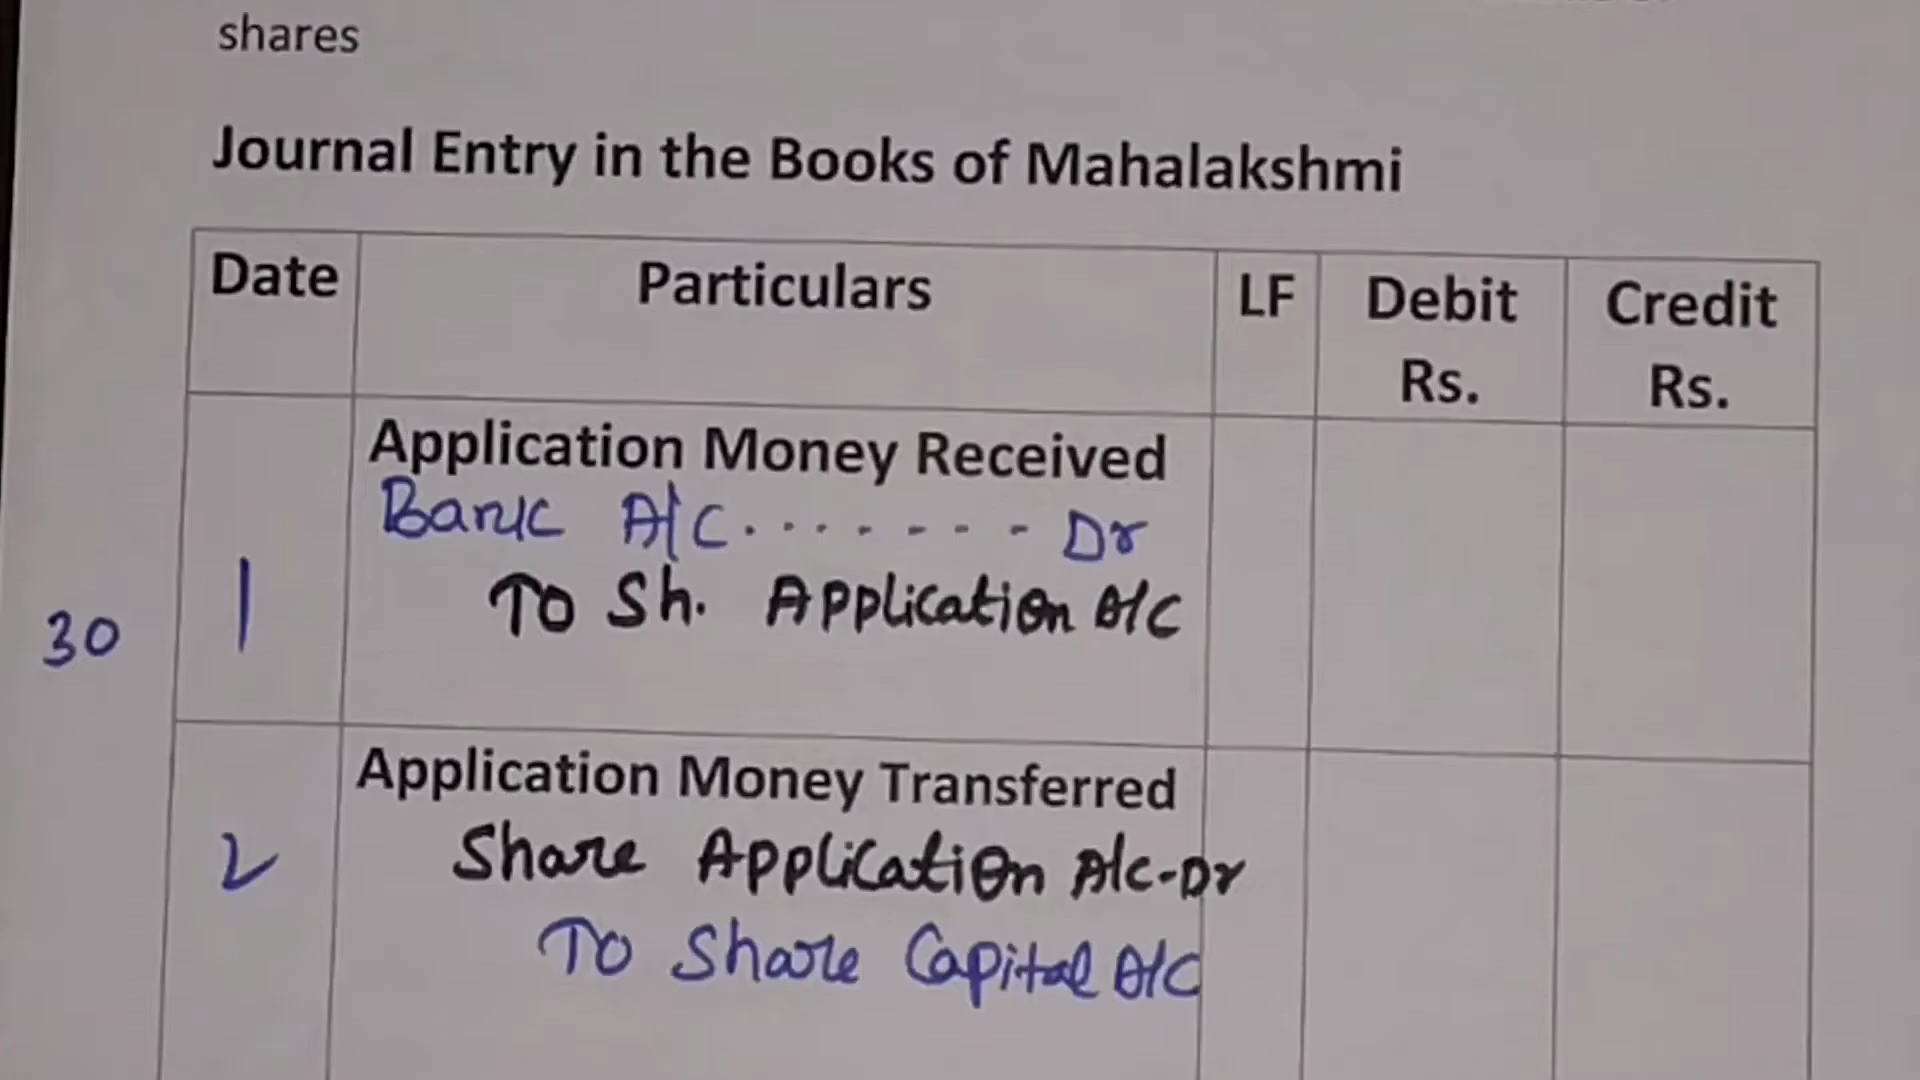 shares
Journal Entry in the Books of Mahalakshmi
Date Particulars LF Debit Rs. Credit Rs.
Application Money Received
Bank A/C. . . . - - - - Dr
To Sh. Application A/C
30 1
Application Money Transferred
2 Share Application A/c-Dr
To Share Capital A/C